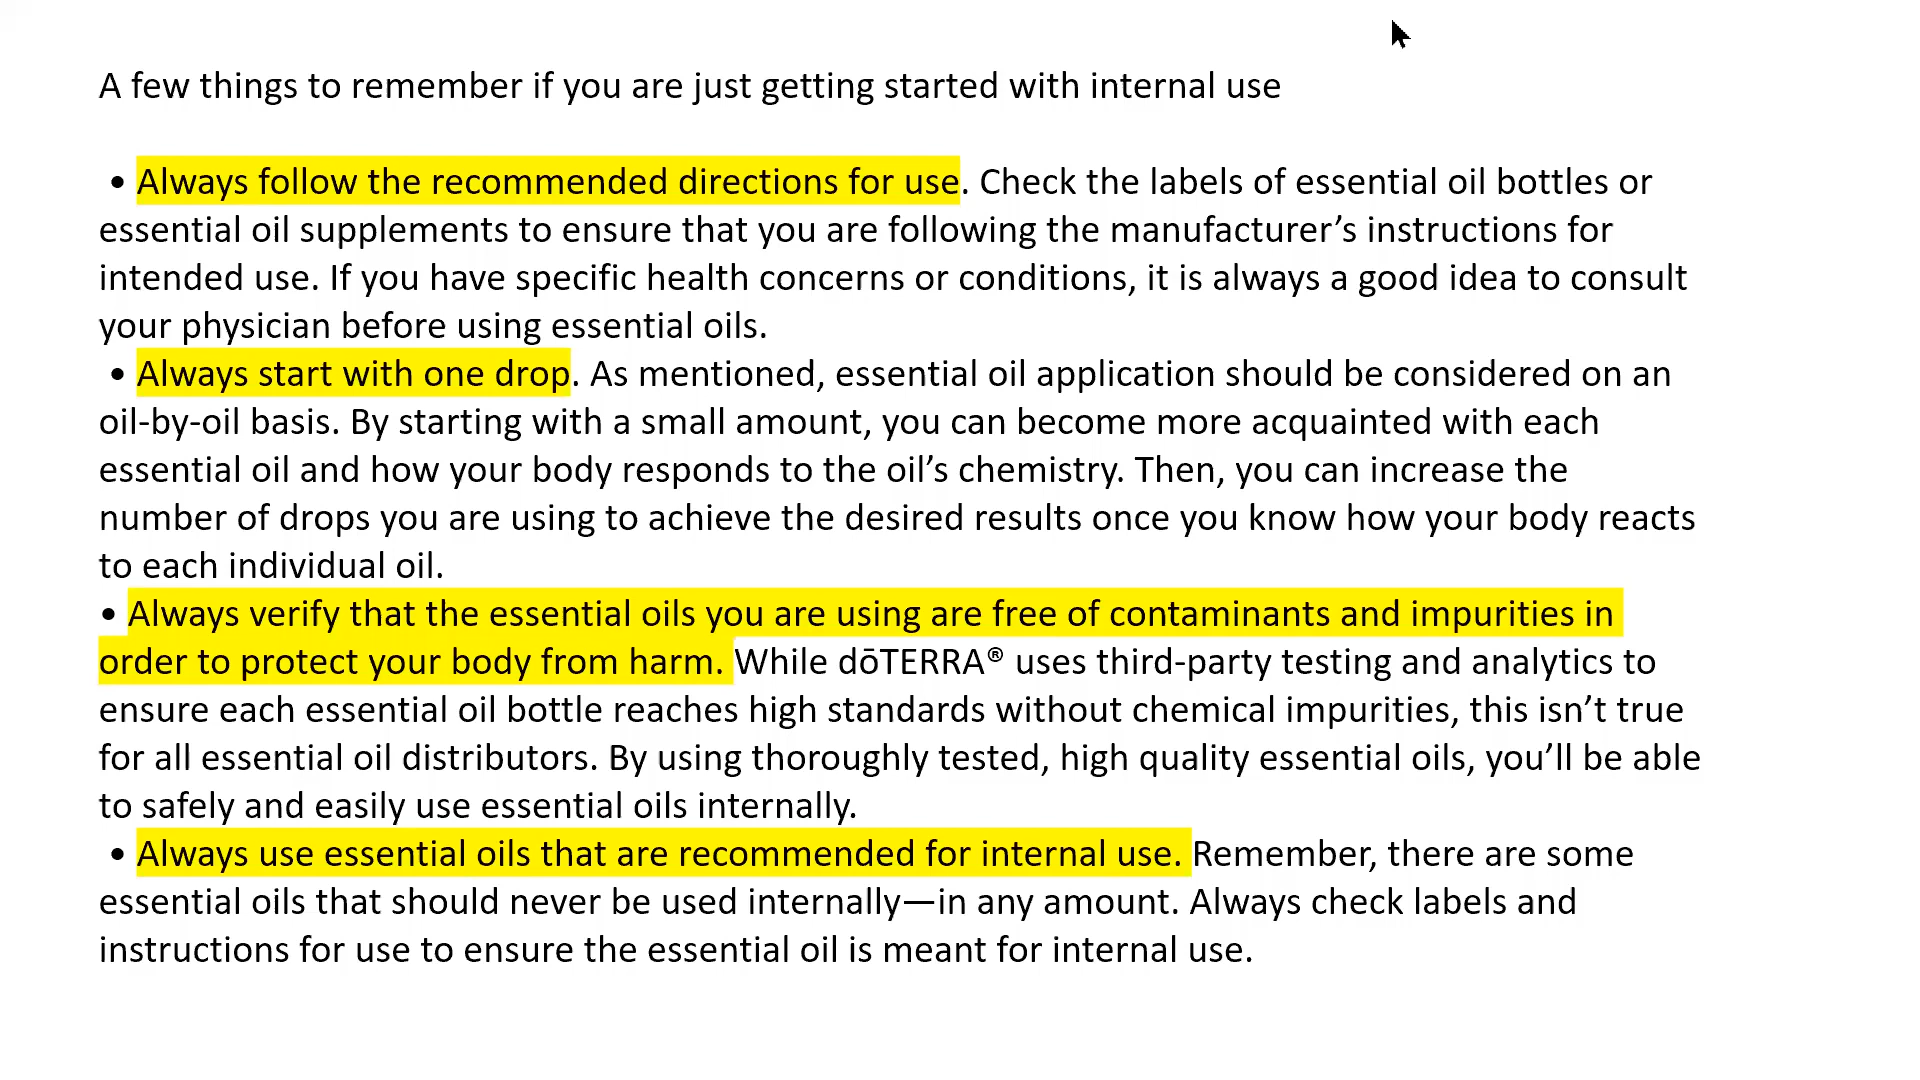 A few things to remember if you are just getting started with internal use
• Always follow the recommended directions for use. Check the labels of essential oil bottles or
essential oil supplements to ensure that you are following the manufacturer’s instructions for
intended use. If you have specific health concerns or conditions, it is always a good idea to consult
your physician before using essential oils.
• Always start with one drop. As mentioned, essential oil application should be considered on an
oil-by-oil basis. By starting with a small amount, you can become more acquainted with each
essential oil and how your body responds to the oil’s chemistry. Then, you can increase the
number of drops you are using to achieve the desired results once you know how your body reacts
to each individual oil.
• Always verify that the essential oils you are using are free of contaminants and impurities in
order to protect your body from harm. While dōTERRA® uses third-party testing and analytics to
ensure each essential oil bottle reaches high standards without chemical impurities, this isn’t true
for all essential oil distributors. By using thoroughly tested, high quality essential oils, you’ll be able
to safely and easily use essential oils internally.
• Always use essential oils that are recommended for internal use. Remember, there are some
essential oils that should never be used internally—in any amount. Always check labels and
instructions for use to ensure the essential oil is meant for internal use.